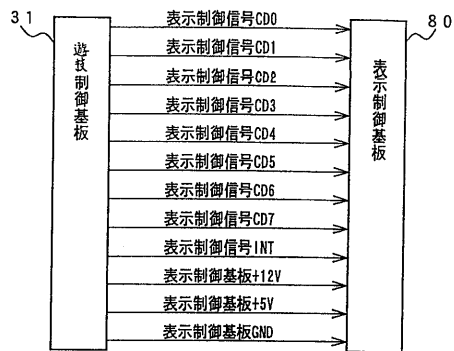 31
80
遊技制御基板
表示制御基板
表示制御信号CD0
表示制御信号CD1
表示制御信号CD2
表示制御信号CD3
表示制御信号CD4
表示制御信号CD5
表示制御信号CD6
表示制御信号CD7
表示制御信号INT
表示制御基板+12V
表示制御基板+5V
表示制御基板GND